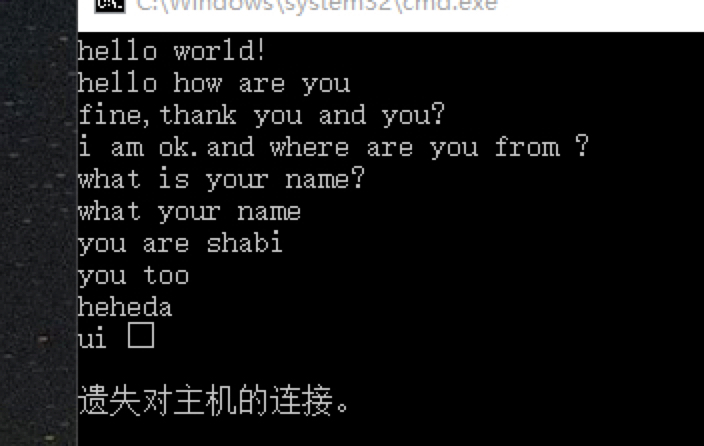 C:\Windows\system32\cmd.exe
hello world!
hello how are you
fine,thank you and you?
i am ok.and where are you from ?
what is your name?
what your name
you are shabi
you too
heheda
ui □
遗失对主机的连接。